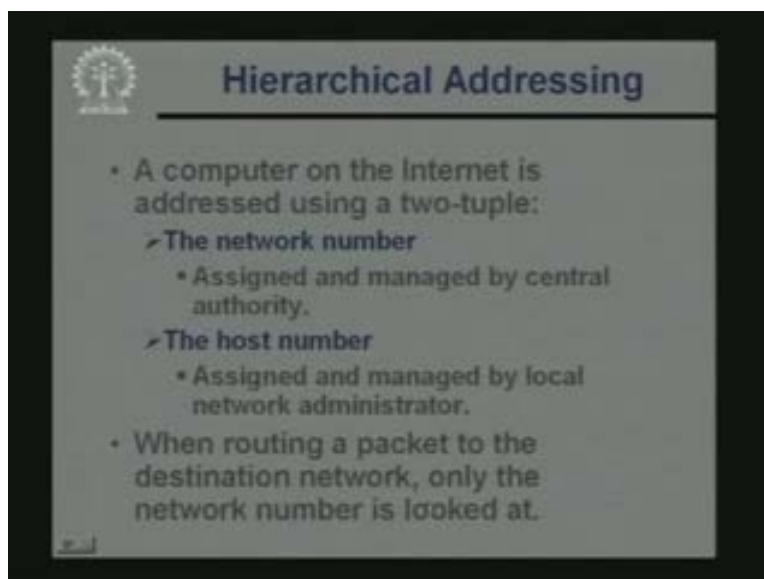 Hierarchical Addressing
• A computer on the Internet is
addressed using a two-tuple:
➢The network number
▪Assigned and managed by central
authority.
➢The host number
▪Assigned and managed by local
network administrator.
• When routing a packet to the
destination network, only the
network number is looked at.